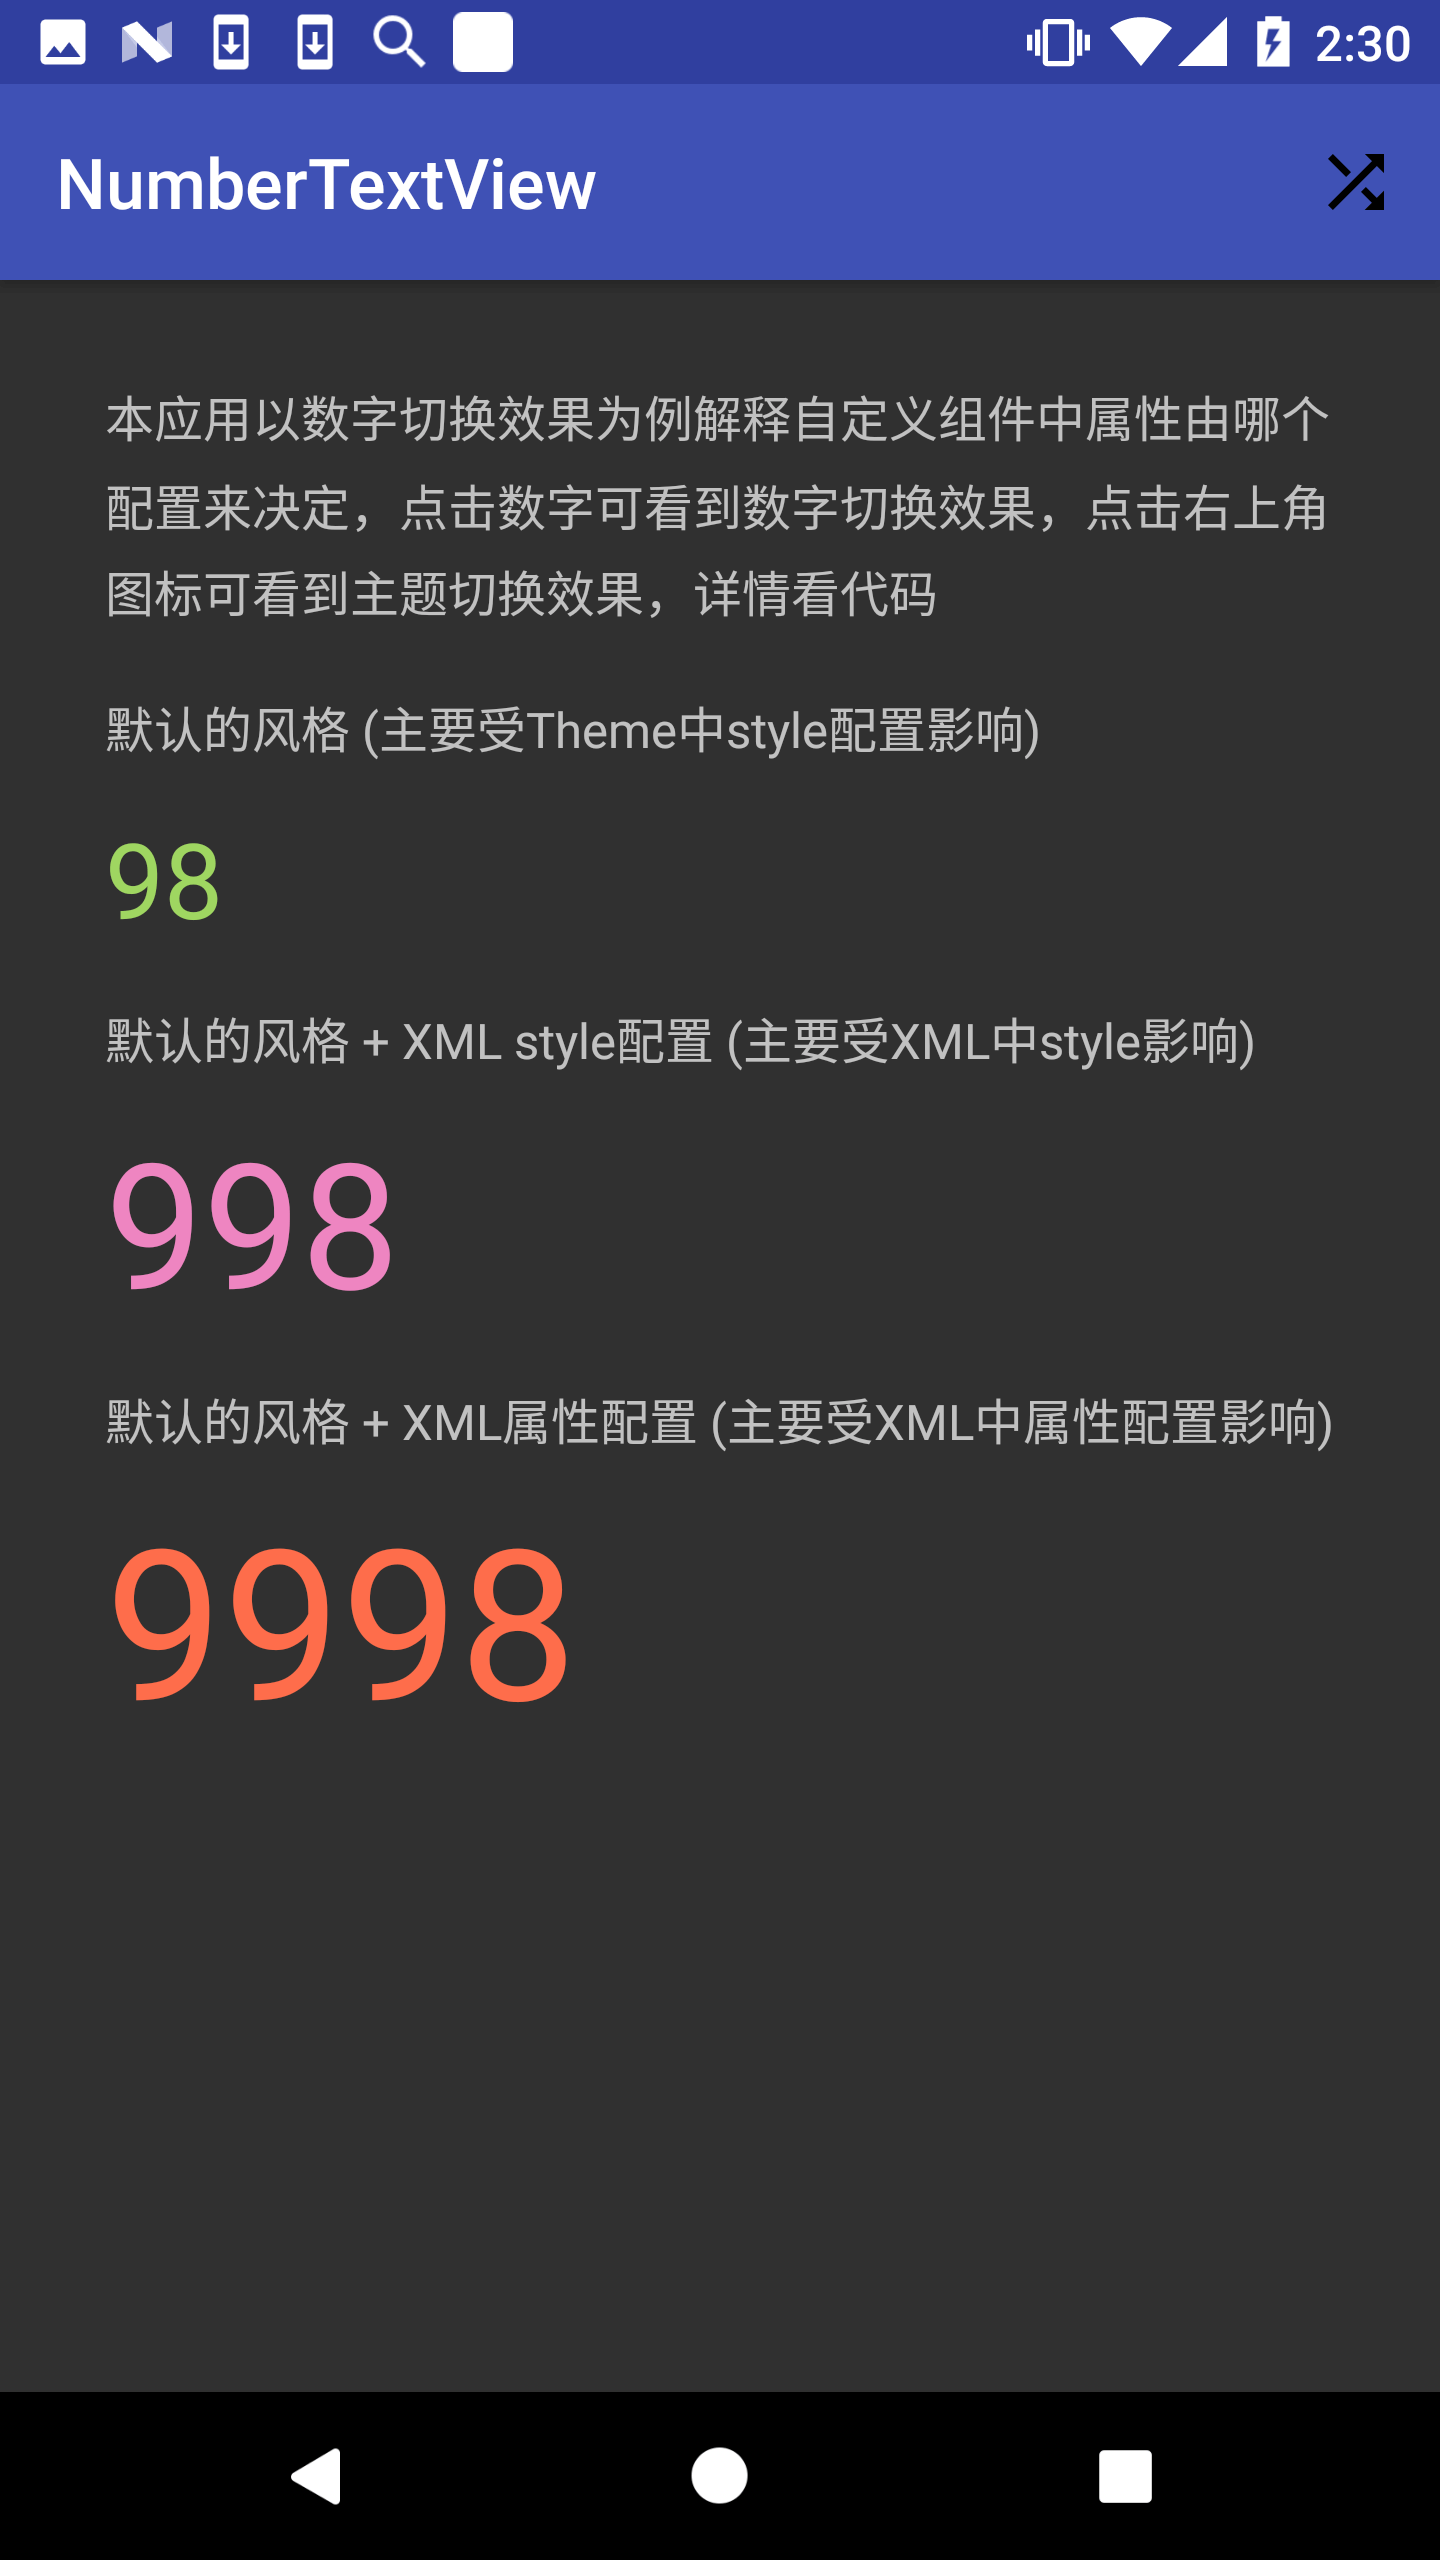 2:30
NumberTextView
本应用以数字切换效果为例解释自定义组件中属性由哪个
配置来决定，点击数字可看到数字切换效果，点击右上角
图标可看到主题切换效果，详情看代码
默认的风格 (主要受Theme中style配置影响)
98
默认的风格 + XML style配置 (主要受XML中style影响)
998
默认的风格 + XML属性配置 (主要受XML中属性配置影响)
9998